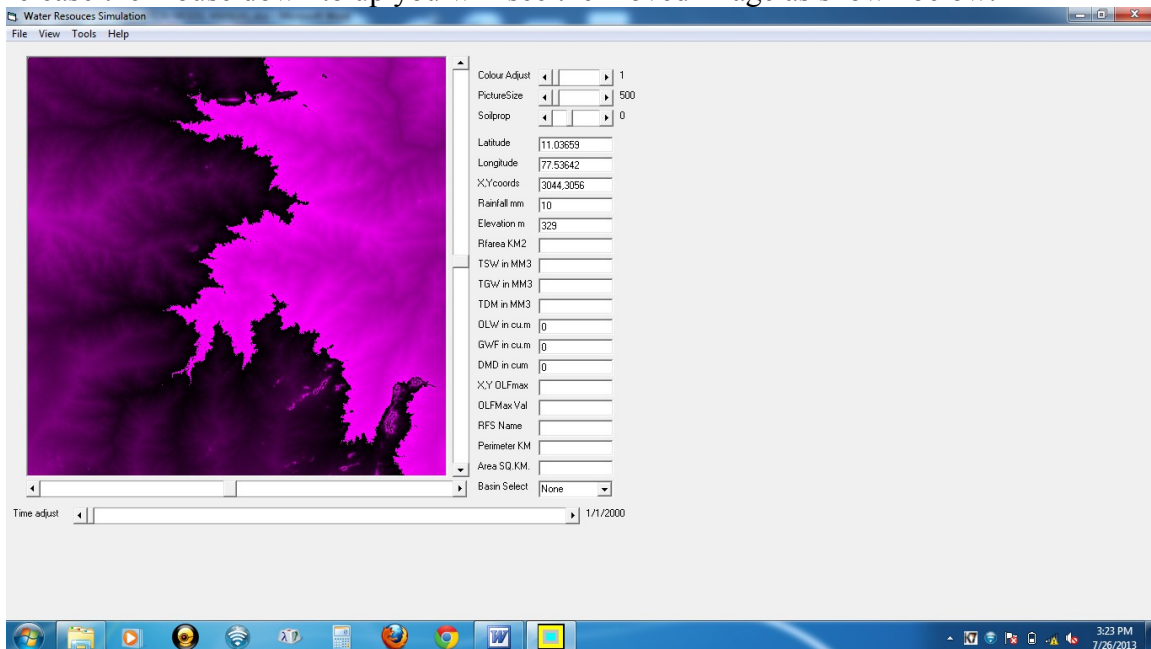 Water Resouces Simulation
File View Tools Help
Colour Adjust 1
PictureSize 500
Soilprop 0
Latitude 11.03659
Longitude 77.53642
X,Ycoords 3044,3056
Rainfall mm 10
Elevation m 329
Rfarea KM2
TSW in MM3
TGW in MM3
TDM in MM3
OLW in cu.m 0
GWF in cu.m 0
DMD in cum 0
X,Y OLFmax
OLFMax Val
RFS Name
Perimeter KM
Area SQ.KM.
Basin Select None
Time adjust 1/1/2000
3:23 PM
7/26/2013